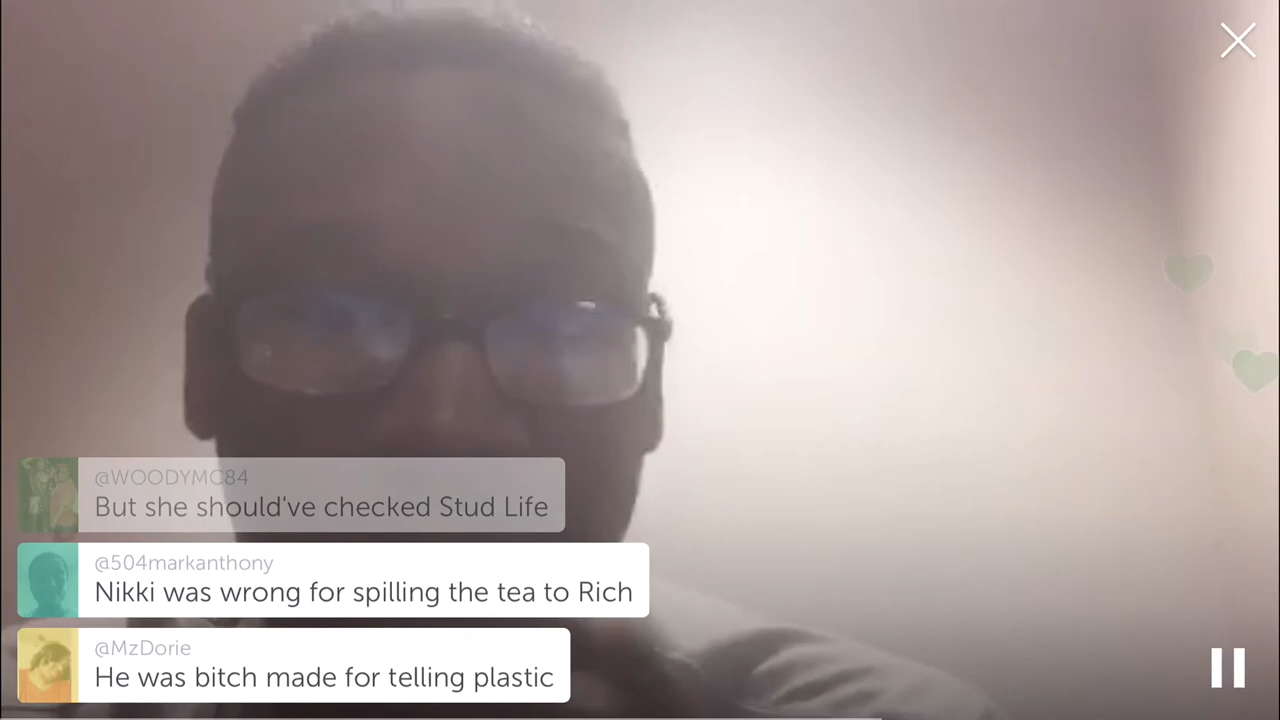 @WOODYMC84
But she should've checked Stud Life
@504markanthony
Nikki was wrong for spilling the tea to Rich
@MzDorie
He was bitch made for telling plastic